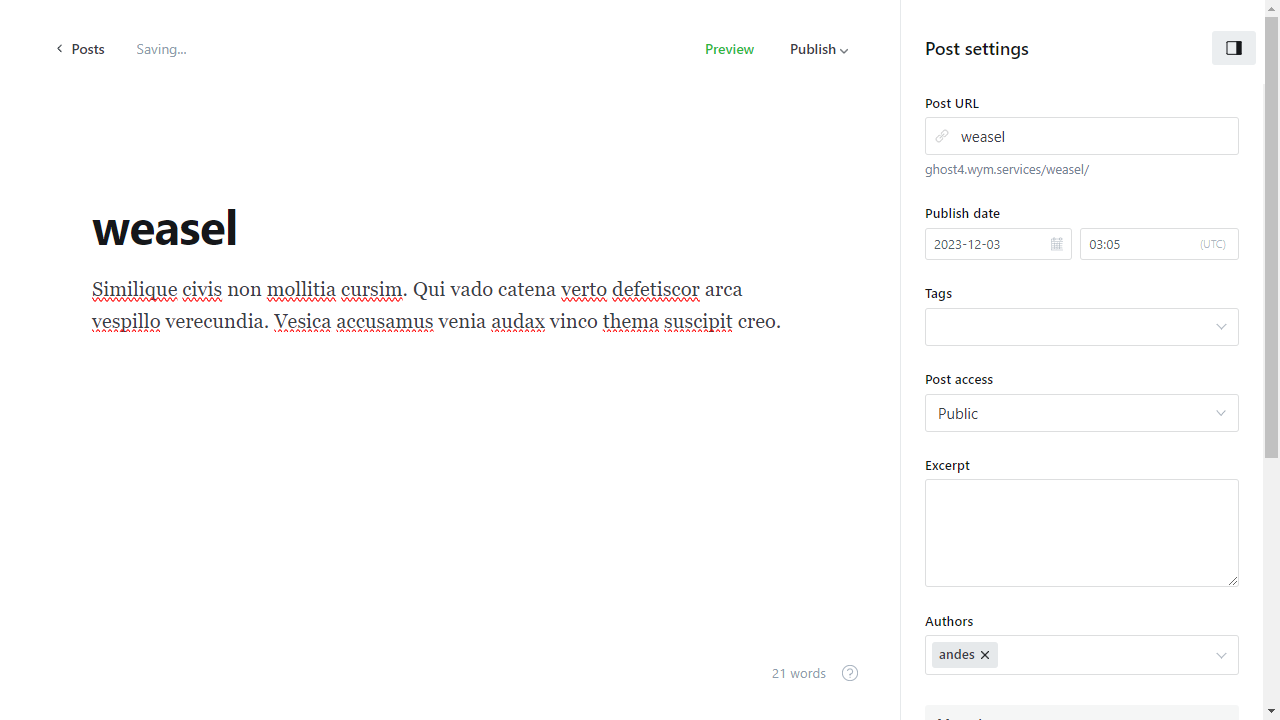 Posts
Saving...
Preview
Publish
weasel
Similique civis non mollitia cursim. Qui vado catena verto defetiscor arca
vespillo verecundia. Vesica accusamus venia audax vinco thema suscipit creo.
21 words
?
Post settings
Post URL
weasel
ghost4.wym.services/weasel/
Publish date
2023-12-03
03:05
(UTC)
Tags
Post access
Public
Excerpt
Authors
andes